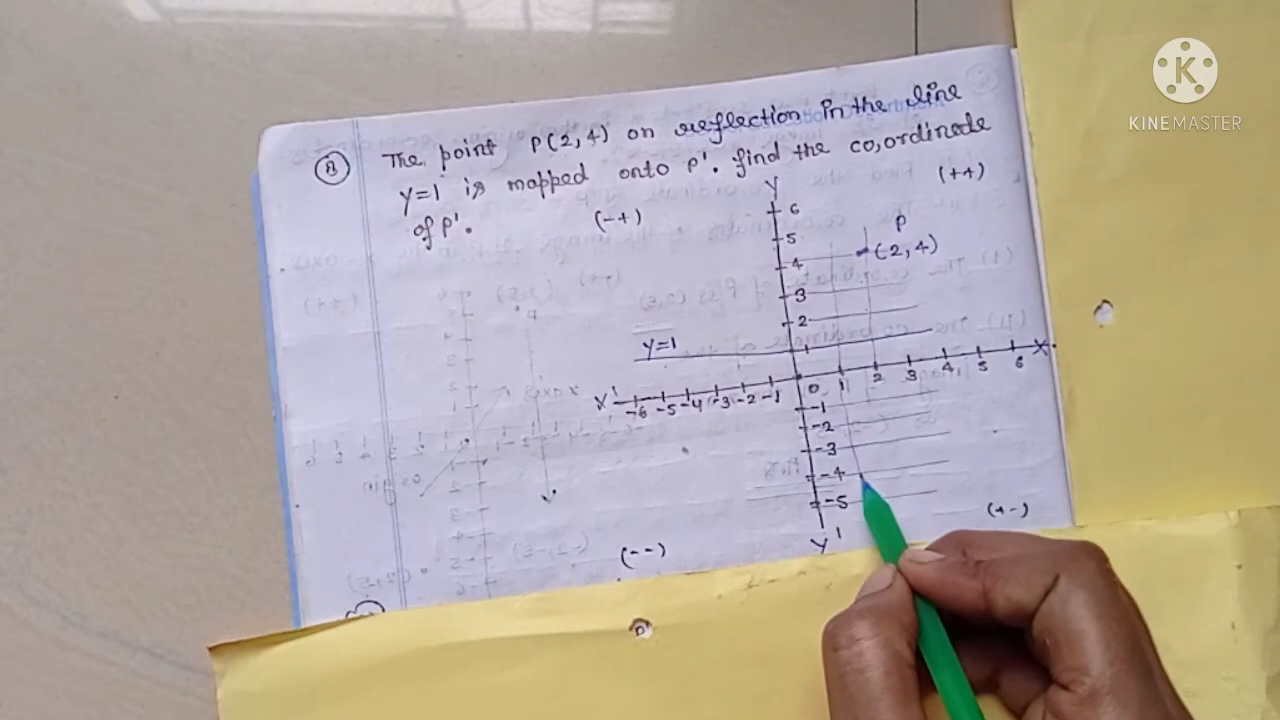 KINEMASTER
(A) The point P(2,4) on reflection in the line
y=1 is mapped onto P'. find the co,ordinede
of P'.
(-+)
(++)
Y
6
5
4
3
2
P
(2,4)
y=1
X' -6 -5 -4 -3 -2 -1 0 1 2 3 4 5 6 X
-1
-2
-3
-4
-5
Y'
(--)
(+-)